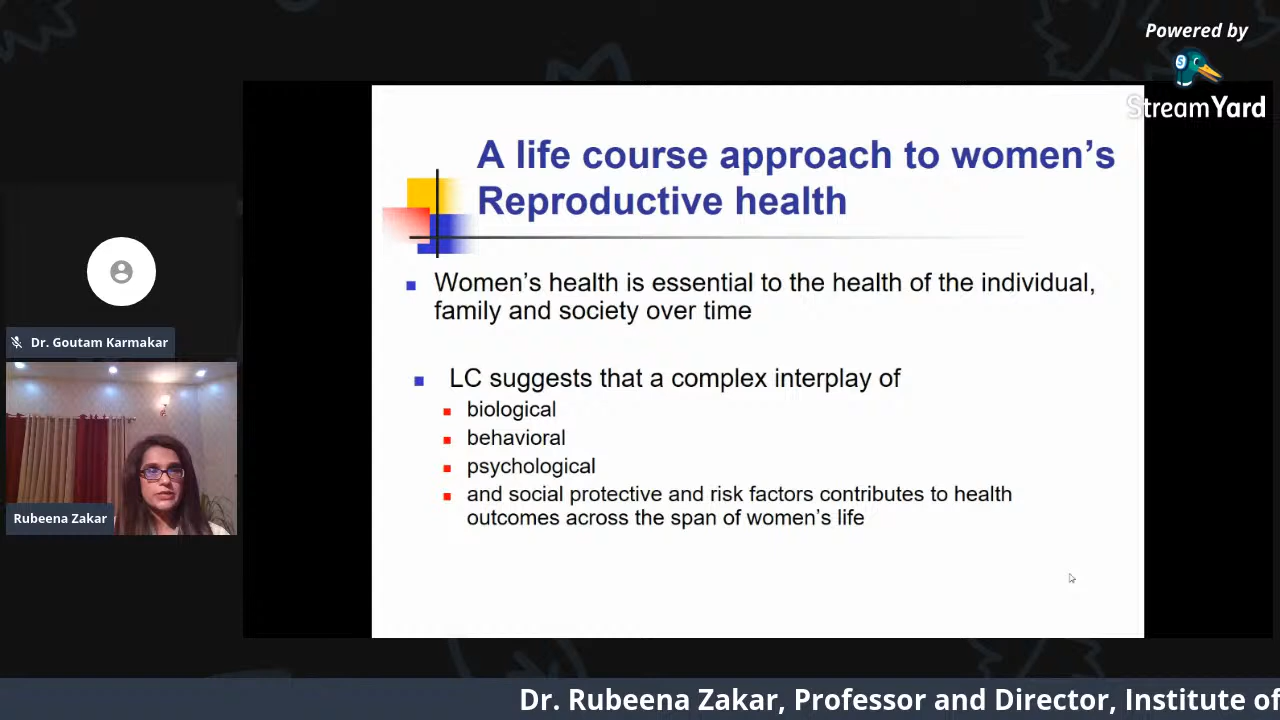 Powered by
StreamYard
A life course approach to women’s
Reproductive health
Women’s health is essential to the health of the individual,
family and society over time
LC suggests that a complex interplay of
biological
behavioral
psychological
and social protective and risk factors contributes to health
outcomes across the span of women’s life
Dr. Goutam Karmakar
Rubeena Zakar
Dr. Rubeena Zakar, Professor and Director, Institute of